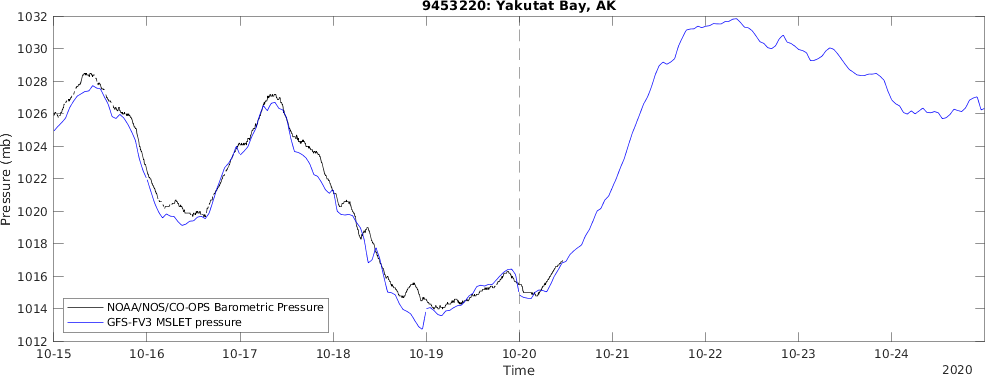 9453220: Yakutat Bay, AK
1032
1030
1028
1026
1024
1022
1020
1018
1016
1014
1012
Pressure (mb)
NOAA/NOS/CO-OPS Barometric Pressure
GFS-FV3 MSLET pressure
10-15 10-16 10-17 10-18 10-19 10-20 10-21 10-22 10-23 10-24
Time
2020